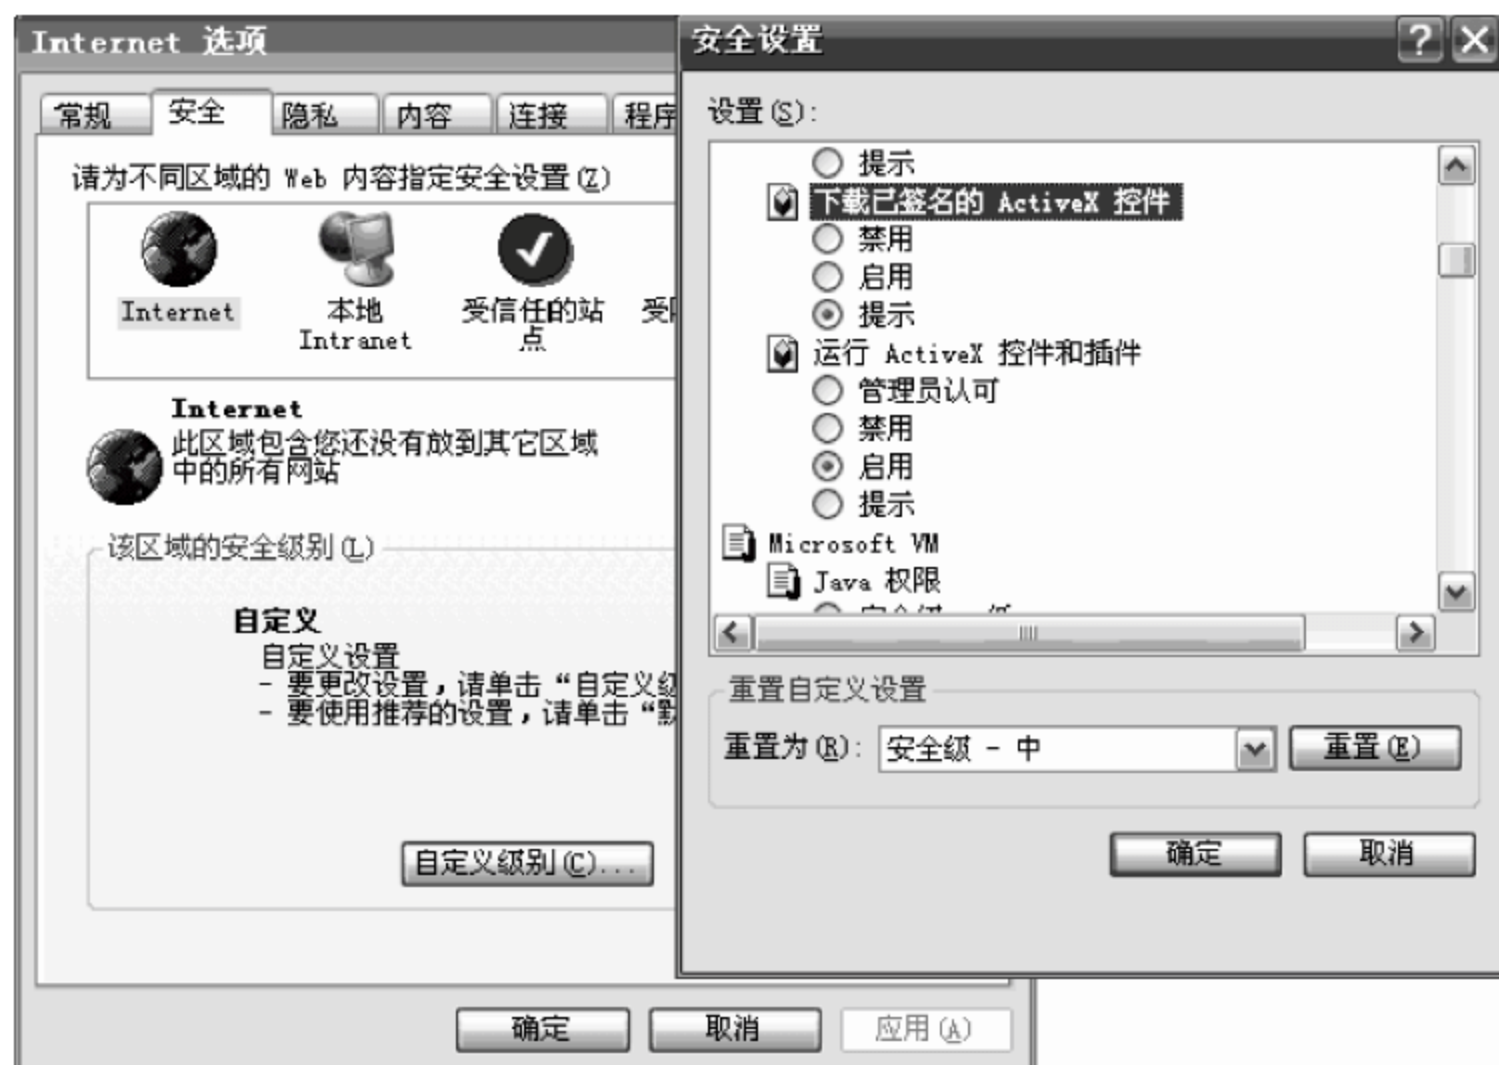 Internet 选项
常规
安全
隐私
内容
连接
程序
请为不同区域的 Web 内容指定安全设置(Z)
Internet
本地
Intranet
受信任的站
点
受
Internet
此区域包含您还没有放到其它区域
中的所有网站
该区域的安全级别(L)
自定义
自定义设置
- 要更改设置，请单击“自定义级
- 要使用推荐的设置，请单击“默
自定义级别(C)...
确定
取消
应用(A)
安全设置
设置(S):
提示
下载已签名的 ActiveX 控件
禁用
启用
提示
运行 ActiveX 控件和插件
管理员认可
禁用
启用
提示
Microsoft VM
Java 权限
重置自定义设置
重置为(R):
安全级 - 中
重置(E)
确定
取消